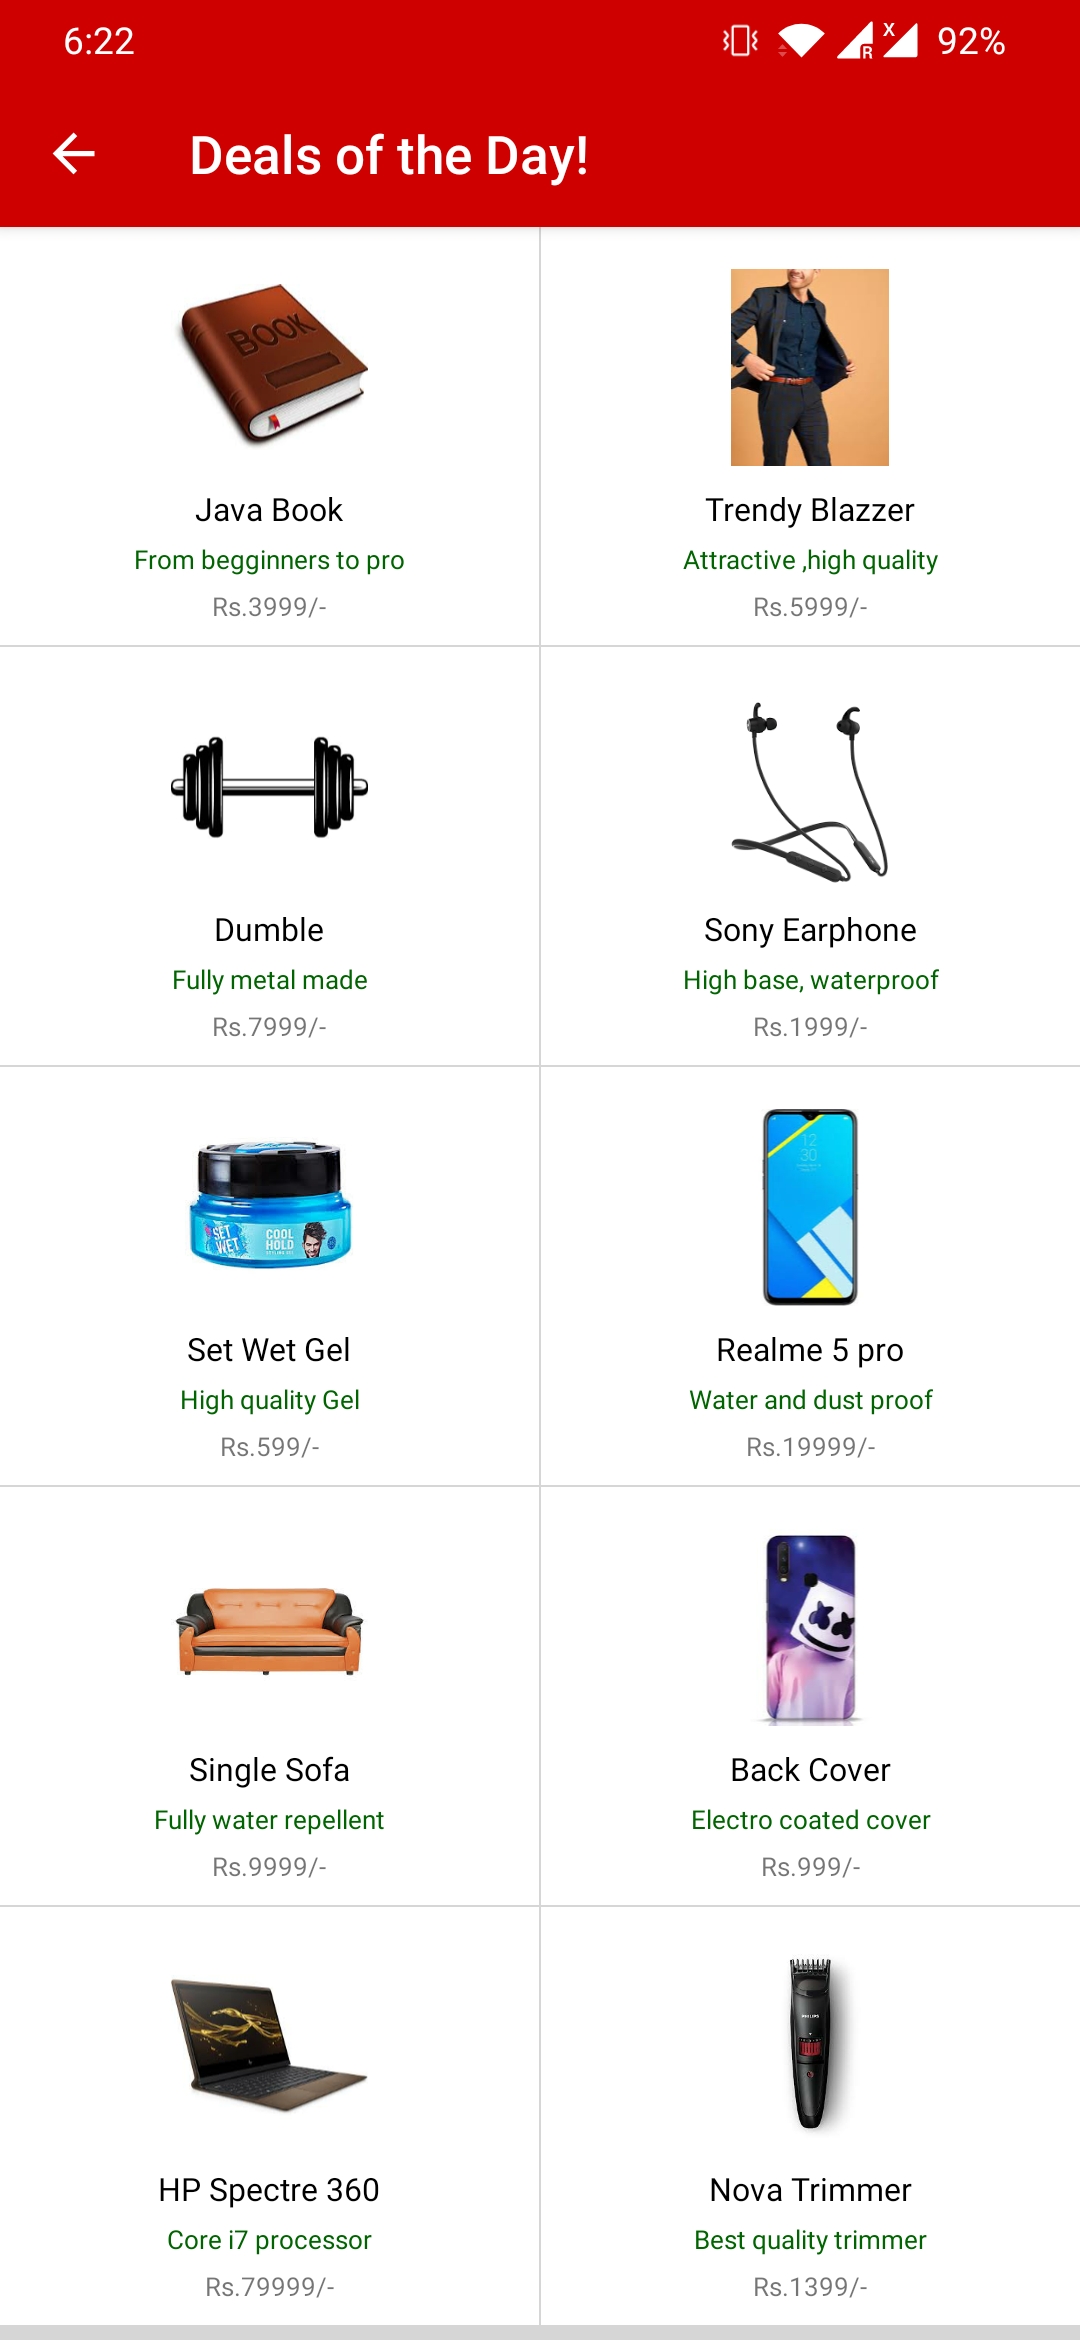 6:22
R
X
92%
Deals of the Day!
BOOK
Java Book
From begginners to pro
Rs.3999/-
Trendy Blazzer
Attractive ,high quality
Rs.5999/-
Dumble
Fully metal made
Rs.7999/-
Sony Earphone
High base, waterproof
Rs.1999/-
SET
WET
COOL
HOLD
Set Wet Gel
High quality Gel
Rs.599/-
12
30
Realme 5 pro
Water and dust proof
Rs.19999/-
Single Sofa
Fully water repellent
Rs.9999/-
Back Cover
Electro coated cover
Rs.999/-
HP Spectre 360
Core i7 processor
Rs.79999/-
PHILIPS
Nova Trimmer
Best quality trimmer
Rs.1399/-